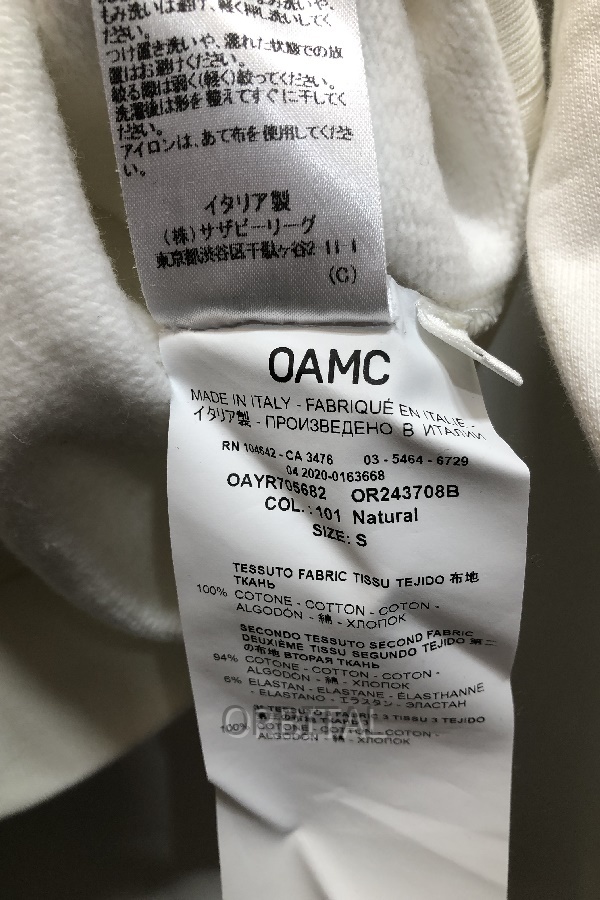 もみ洗いは避け、軽く押し洗いしてく
ださい。
つけ置き洗いや、濡れた状態での放
置はお避けください。
絞る際は弱く(軽く)絞ってください。
洗濯後は形を整えてすぐに干してく
ださい。
アイロンは、あて布を使用してくださ
い。
イタリア製
(株)サザビーリーグ
東京都渋谷区千駄ヶ谷2 11 1
(C)
OAMC
MADE IN ITALY - FABRIQUÉ EN ITALIE -
イタリア製 - ПРОИЗВЕДЕНО В ИТАЛИИ
RN 104642 - CA 3476 03 - 5464 - 6729
04 2020-0163668
OAYR705682 OR243708B
COL.:101 Natural
SIZE: S
TESSUTO FABRIC TISSU TEJIDO 布地
ТКАНЬ
100% COTONE - COTTON - COTON -
ALGODÓN - 綿 - ХЛОПОК
SECONDO TESSUTO SECOND FABRIC
DEUXIÈME TISSU SEGUNDO TEJIDO 第二
の布地 ВТОРАЯ ТКАНЬ
94% COTONE - COTTON - COTON -
ALGODÓN - 綿 - ХЛОПОК
6% ELASTAN - ELASTANE - ÉLASTHANNE
- ELASTANO - エラスタン - ЭЛАСТАН
3 TISSU 3 TEJIDO
ORBITAL
100% COTONE - COTTON - COTON -
ALGODÓN - 綿 - ХЛОПОК